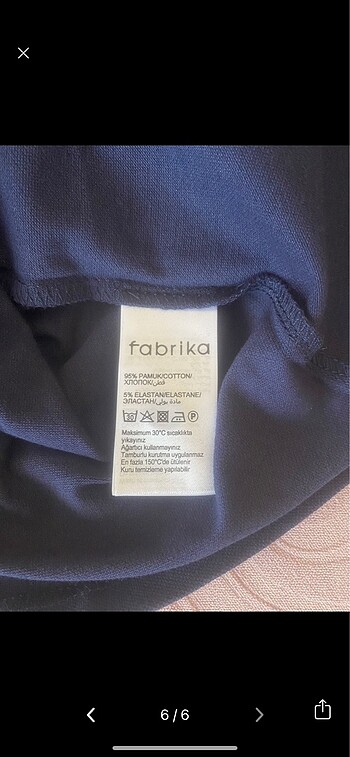 fabrika
95% PAMUK/COTTON/
ХЛОПОК/قطن
5% ELASTAN/ELASTANE/
ЭЛАСТАН/مادة بولي
30 P
Maksimum 30°C sıcaklıkta
yıkayınız
Ağartıcı kullanmayınız
Tamburlu kurutma uygulanmaz
En fazla 150°C'de ütülenir
Kuru temizleme yapılabilir
6/6